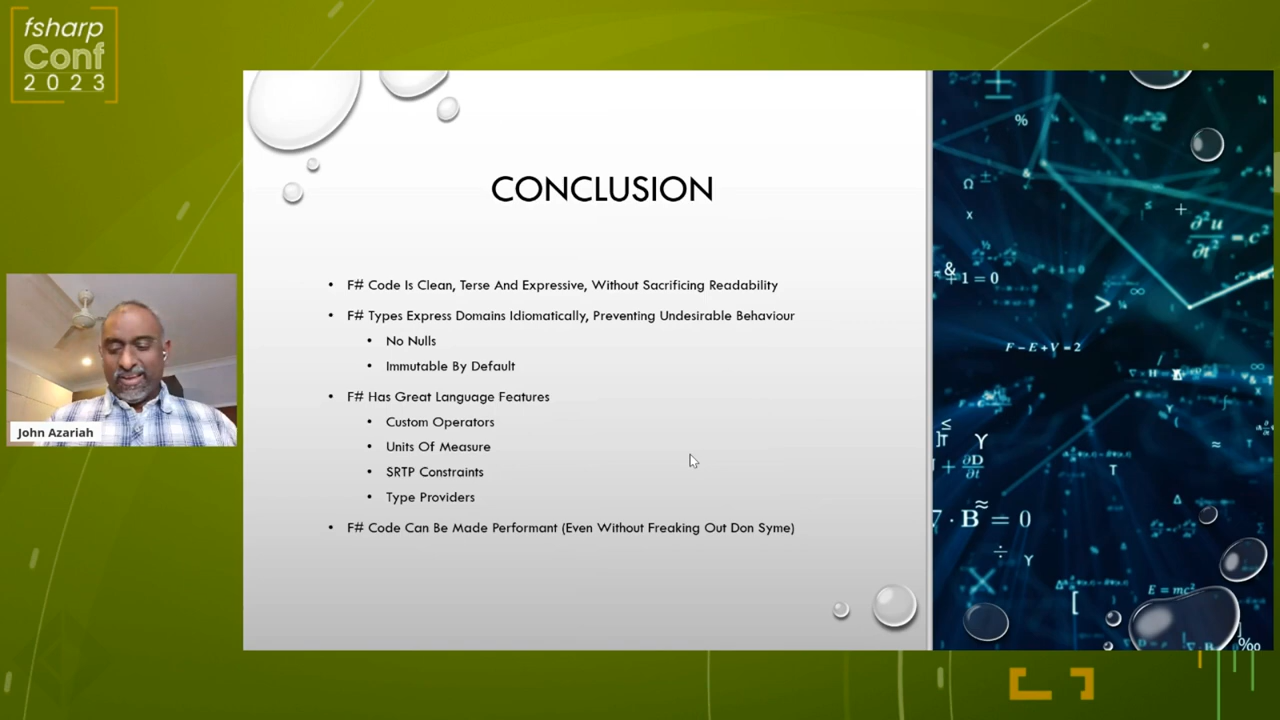 fsharp
Conf
2023
CONCLUSION
• F# Code Is Clean, Terse And Expressive, Without Sacrificing Readability
• F# Types Express Domains Idiomatically, Preventing Undesirable Behaviour
• No Nulls
• Immutable By Default
• F# Has Great Language Features
• Custom Operators
• Units Of Measure
• SRTP Constraints
• Type Providers
• F# Code Can Be Made Performant (Even Without Freaking Out Don Syme)
John Azariah
%
Ω ±
x
+
&
+ 1 = 0
>
∞
F – E + V = 2
≈
T
Δ
÷
E = mc²
[
‰